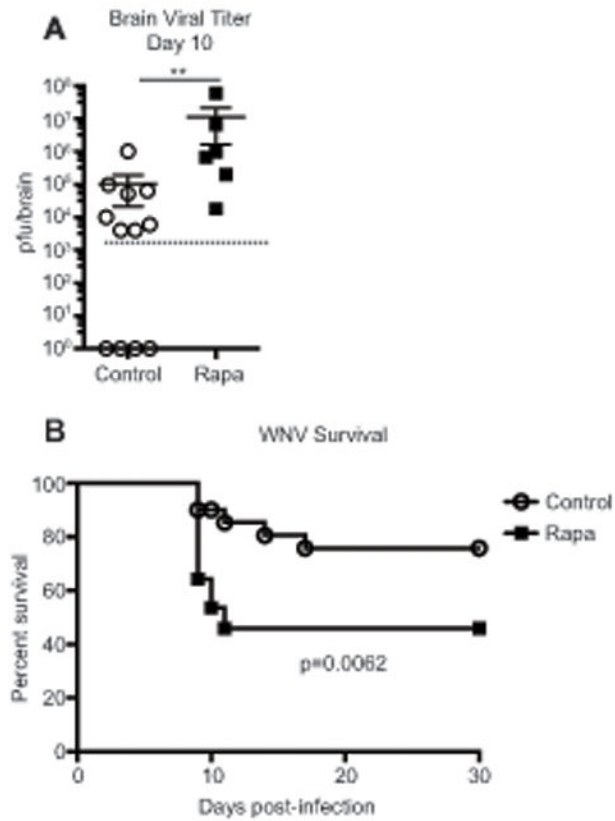 A
Brain Viral Titer
Day 10
**
10⁸
10⁷
10⁶
10⁵
10⁴
10³
10²
10¹
10⁰
pfu/brain
Control
Rapa
B
WNV Survival
100
80
60
40
20
0
Percent survival
Control
Rapa
p=0.0062
0
10
20
30
Days post-infection